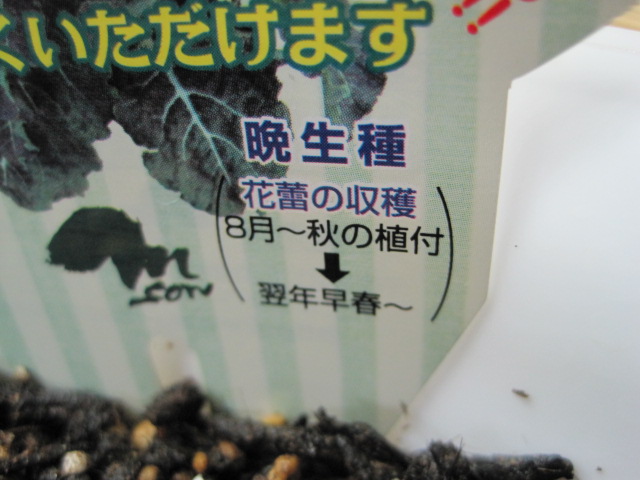 くいただけます!!
晩生種
花蕾の収穫
8月〜秋の植付
翌年早春〜